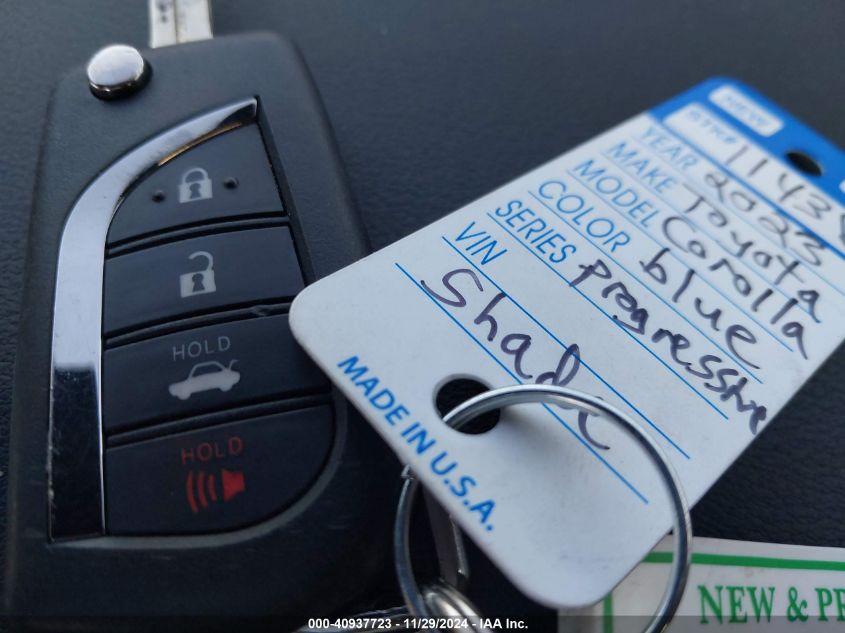 HOLD
HOLD
NEW
STK#
YEAR 2023
MAKE Toyota
MODEL Corolla
COLOR blue
SERIES progressive
VIN Shade
MADE IN U.S.A.
NEW &
000-40937723 - 11/29/2024 - IAA Inc.